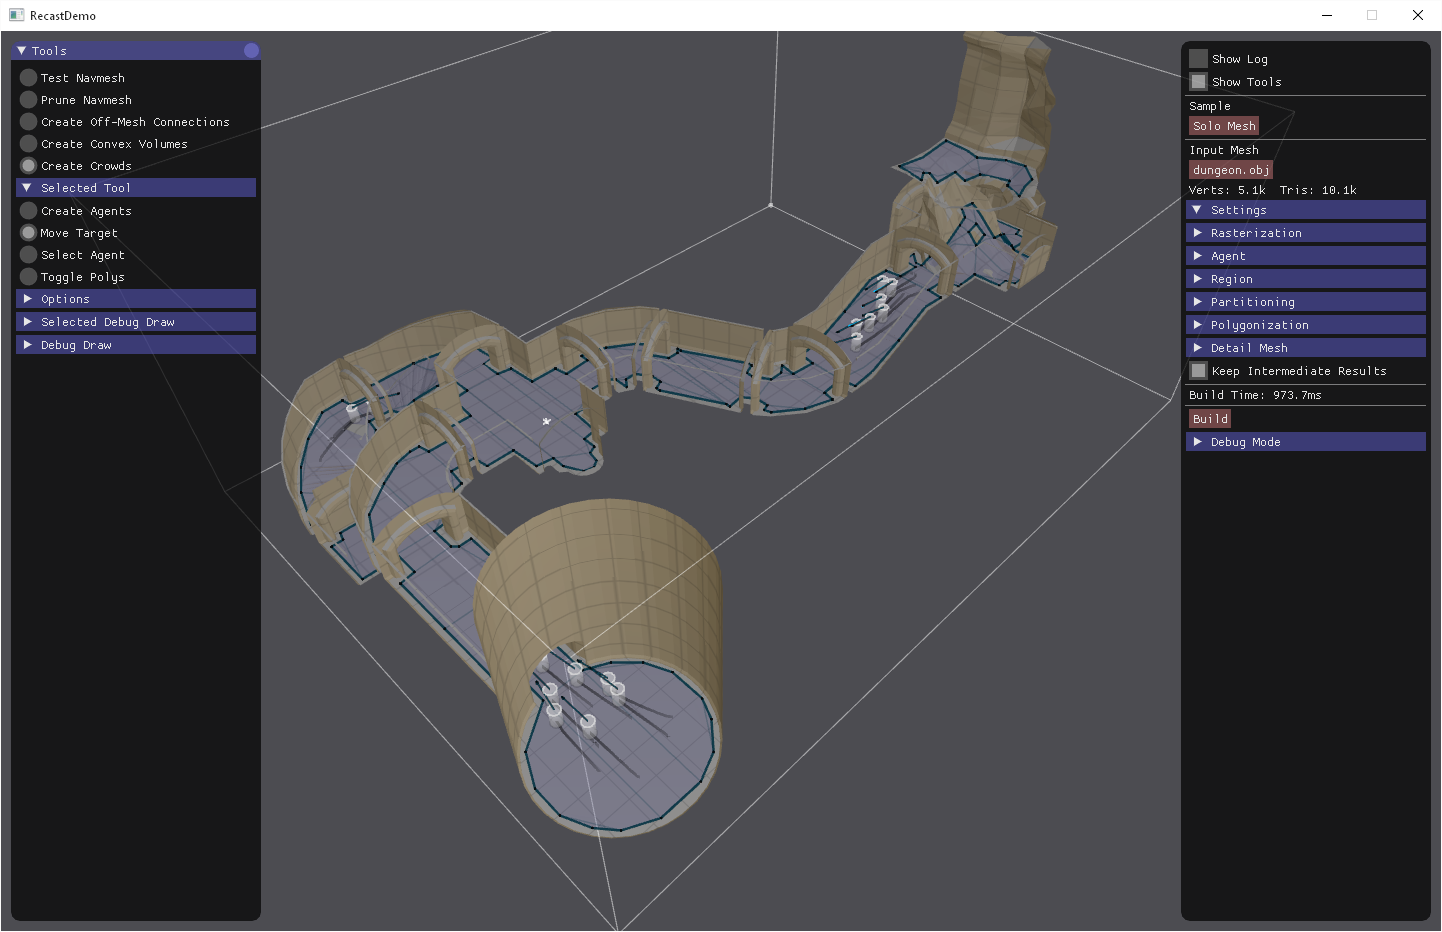 RecastDemo
Tools
Test Navmesh
Prune Navmesh
Create Off-Mesh Connections
Create Convex Volumes
Create Crowds
Selected Tool
Create Agents
Move Target
Select Agent
Toggle Polys
Options
Selected Debug Draw
Debug Draw
Show Log
Show Tools
Sample
Solo Mesh
Input Mesh
dungeon.obj
Verts: 5.1k  Tris: 10.1k
Settings
Rasterization
Agent
Region
Partitioning
Polygonization
Detail Mesh
Keep Intermediate Results
Build Time: 973.7ms
Build
Debug Mode